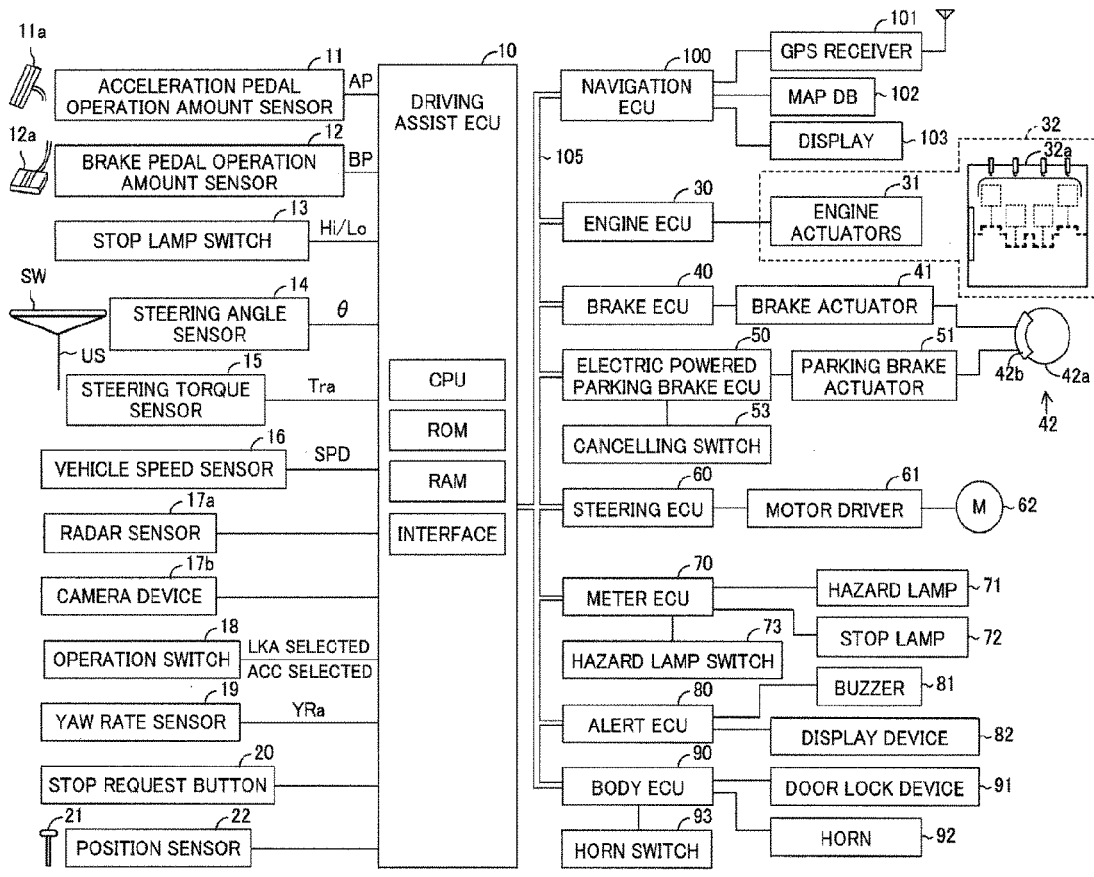 11a
11
ACCELERATION PEDAL
OPERATION AMOUNT SENSOR
AP
12a
12
BRAKE PEDAL OPERATION
AMOUNT SENSOR
BP
13
STOP LAMP SWITCH
Hi/Lo
SW
US
14
STEERING ANGLE
SENSOR
θ
15
STEERING TORQUE
SENSOR
Tra
16
VEHICLE SPEED SENSOR
SPD
17a
RADAR SENSOR
17b
CAMERA DEVICE
18
OPERATION SWITCH
LKA SELECTED
ACC SELECTED
19
YAW RATE SENSOR
YRa
20
STOP REQUEST BUTTON
21
22
POSITION SENSOR
10
DRIVING
ASSIST ECU
CPU
ROM
RAM
INTERFACE
105
100
NAVIGATION
ECU
101
GPS RECEIVER
MAP DB
102
DISPLAY
103
30
ENGINE ECU
31
ENGINE
ACTUATORS
32
32a
40
BRAKE ECU
41
BRAKE ACTUATOR
50
ELECTRIC POWERED
PARKING BRAKE ECU
51
PARKING BRAKE
ACTUATOR
42b
42a
42
53
CANCELLING SWITCH
60
STEERING ECU
61
MOTOR DRIVER
M
62
70
METER ECU
HAZARD LAMP
71
STOP LAMP
72
73
HAZARD LAMP SWITCH
80
ALERT ECU
BUZZER
81
DISPLAY DEVICE
82
90
BODY ECU
DOOR LOCK DEVICE
91
HORN
92
93
HORN SWITCH